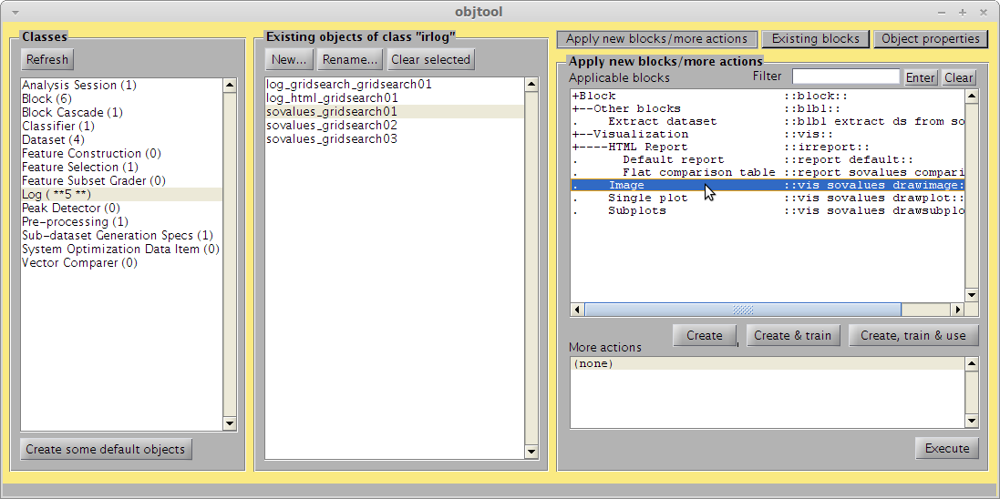 objtool
Classes
Refresh
Analysis Session (1)
Block (6)
Block Cascade (1)
Classifier (1)
Dataset (4)
Feature Construction (0)
Feature Selection (1)
Feature Subset Grader (0)
Log ( **5 **)
Peak Detector (0)
Pre-processing (1)
Sub-dataset Generation Specs (1)
System Optimization Data Item (0)
Vector Comparer (0)
Create some default objects
Existing objects of class "irlog"
New... Rename... Clear selected
log_gridsearch_gridsearch01
log_html_gridsearch01
sovalues_gridsearch01
sovalues_gridsearch02
sovalues_gridsearch03
Apply new blocks/more actions Existing blocks Object properties
Apply new blocks/more actions
Applicable blocks Filter Enter Clear
+Block ::block::
+--Other blocks ::blbl::
. Extract dataset ::blbl extract ds from so
+--Visualization ::vis::
+----HTML Report ::irreport::
. Default report ::report default::
. Flat comparison table ::report sovalues compari
. Image ::vis sovalues drawimage:
. Single plot ::vis sovalues drawplot::
. Subplots ::vis sovalues drawsubplo
Create Create & train Create, train & use
More actions
(none)
Execute